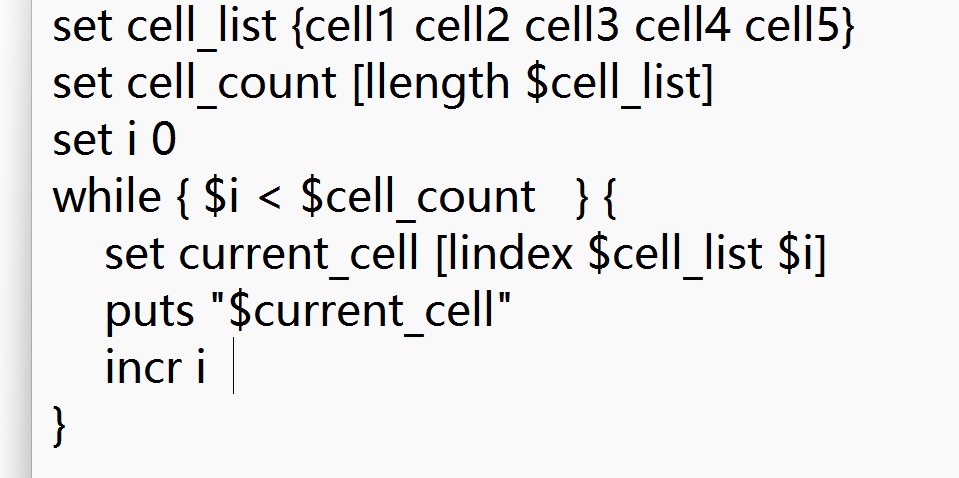 set cell_list {cell1 cell2 cell3 cell4 cell5}
set cell_count [llength $cell_list]
set i 0
while { $i < $cell_count   } {
    set current_cell [lindex $cell_list $i]
    puts "$current_cell"
    incr i
}